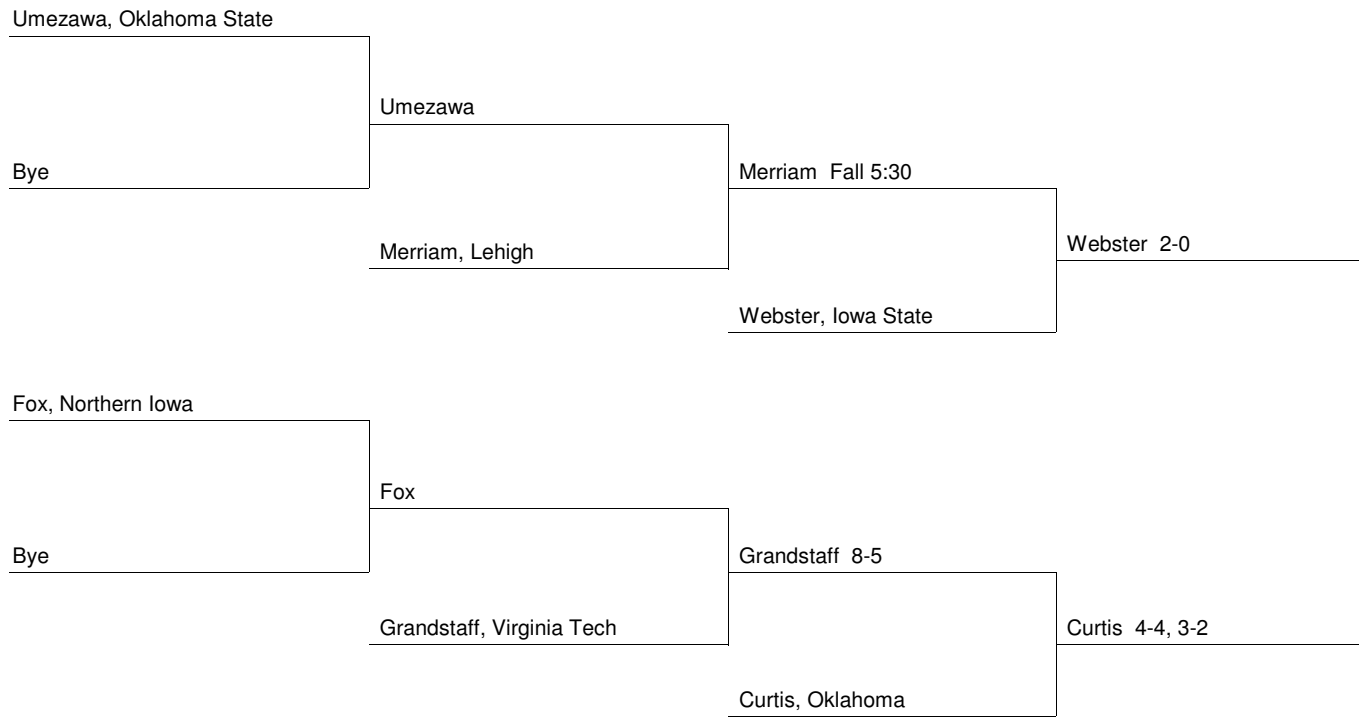 Umezawa, Oklahoma State
Umezawa
Bye
Merriam  Fall 5:30
Merriam, Lehigh
Webster  2-0
Webster, Iowa State
Fox, Northern Iowa
Fox
Bye
Grandstaff  8-5
Grandstaff, Virginia Tech
Curtis  4-4, 3-2
Curtis, Oklahoma